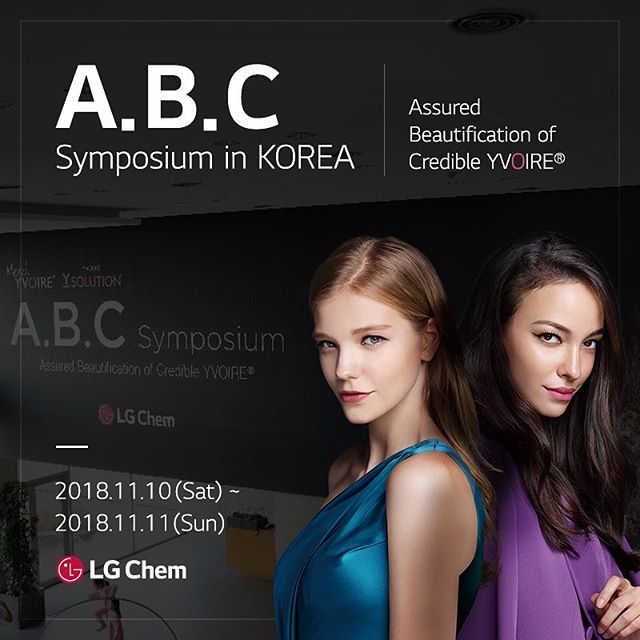 A.B.C
Symposium in KOREA
Assured
Beautification of
Credible YVOIRE®
YVOIRE® YSOLUTION
A.B.C Symposium
Assured Beautification of Credible YVOIRE®
LG Chem
2018.11.10(Sat) ~
2018.11.11(Sun)
LG Chem